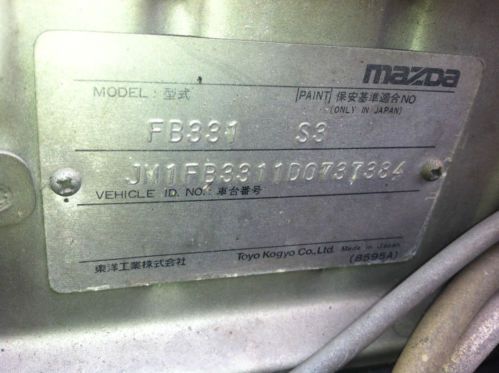 mazda
MODEL : 型式 PAINT 保安基準適合NO
(ONLY IN JAPAN)
FB331 S3
JM1FB3311D0737384
VEHICLE ID. NO. 車台番号
東洋工業株式会社 Toyo Kogyo Co., Ltd. Made in Japan
(8595A)